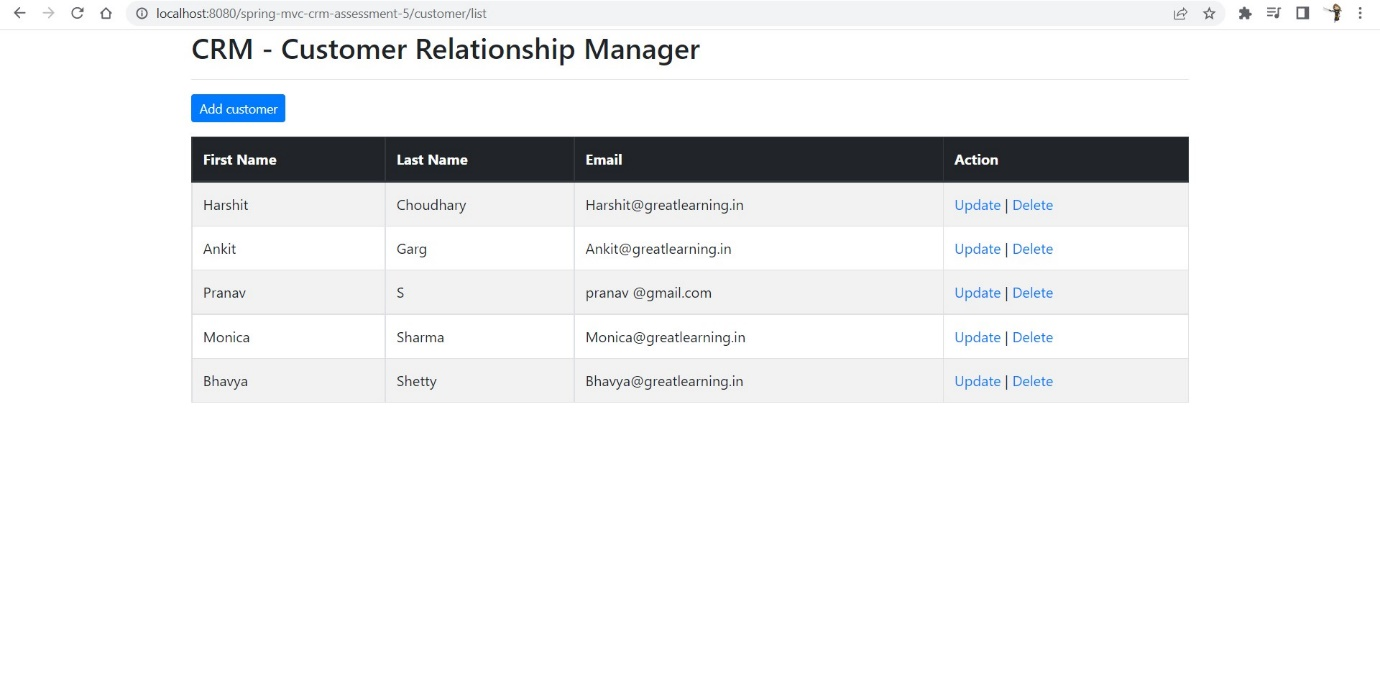 localhost:8080/spring-mvc-crm-assessment-5/customer/list
CRM - Customer Relationship Manager
Add customer
First Name Last Name Email Action
Harshit Choudhary Harshit@greatlearning.in Update | Delete
Ankit Garg Ankit@greatlearning.in Update | Delete
Pranav S pranav @gmail.com Update | Delete
Monica Sharma Monica@greatlearning.in Update | Delete
Bhavya Shetty Bhavya@greatlearning.in Update | Delete